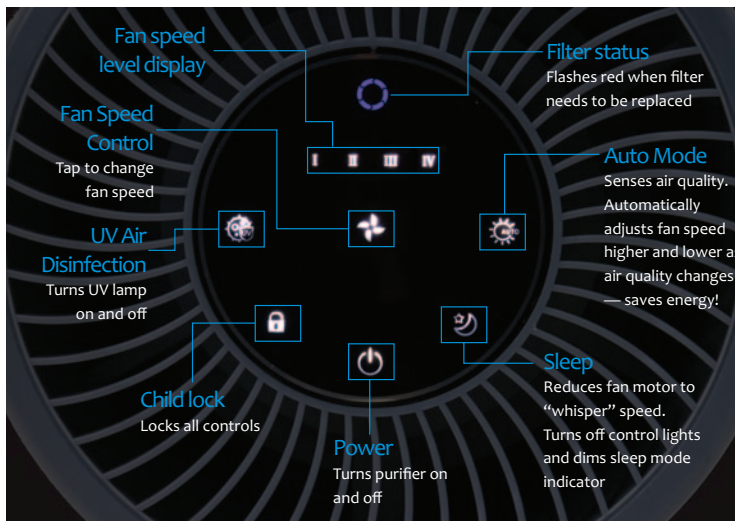 Fan speed
level display
Filter status
Flashes red when filter
needs to be replaced
Fan Speed
Control
Tap to change
fan speed
I II III IV
Auto Mode
Senses air quality.
Automatically
adjusts fan speed
higher and lower as
air quality changes
— saves energy!
AUTO
UV Air
Disinfection
Turns UV lamp
on and off
Child lock
Locks all controls
Sleep
Reduces fan motor to
“whisper” speed.
Turns off control lights
and dims sleep mode
indicator
Power
Turns purifier on
and off